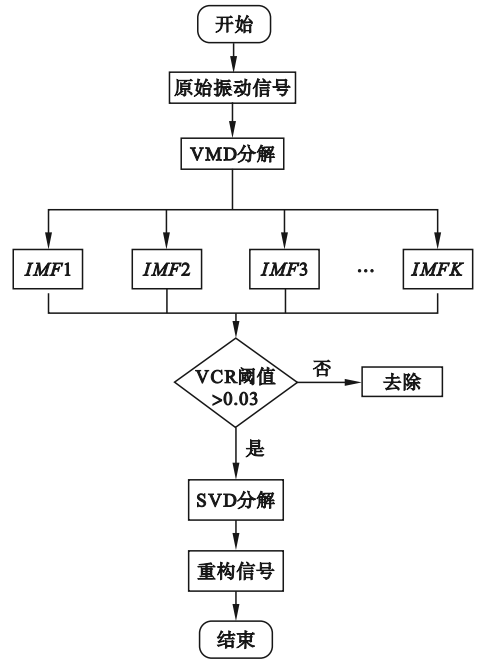 开始
原始振动信号
VMD分解
IMF1
IMF2
IMF3
...
IMFK
VCR阈值
>0.03
否
去除
是
SVD分解
重构信号
结束